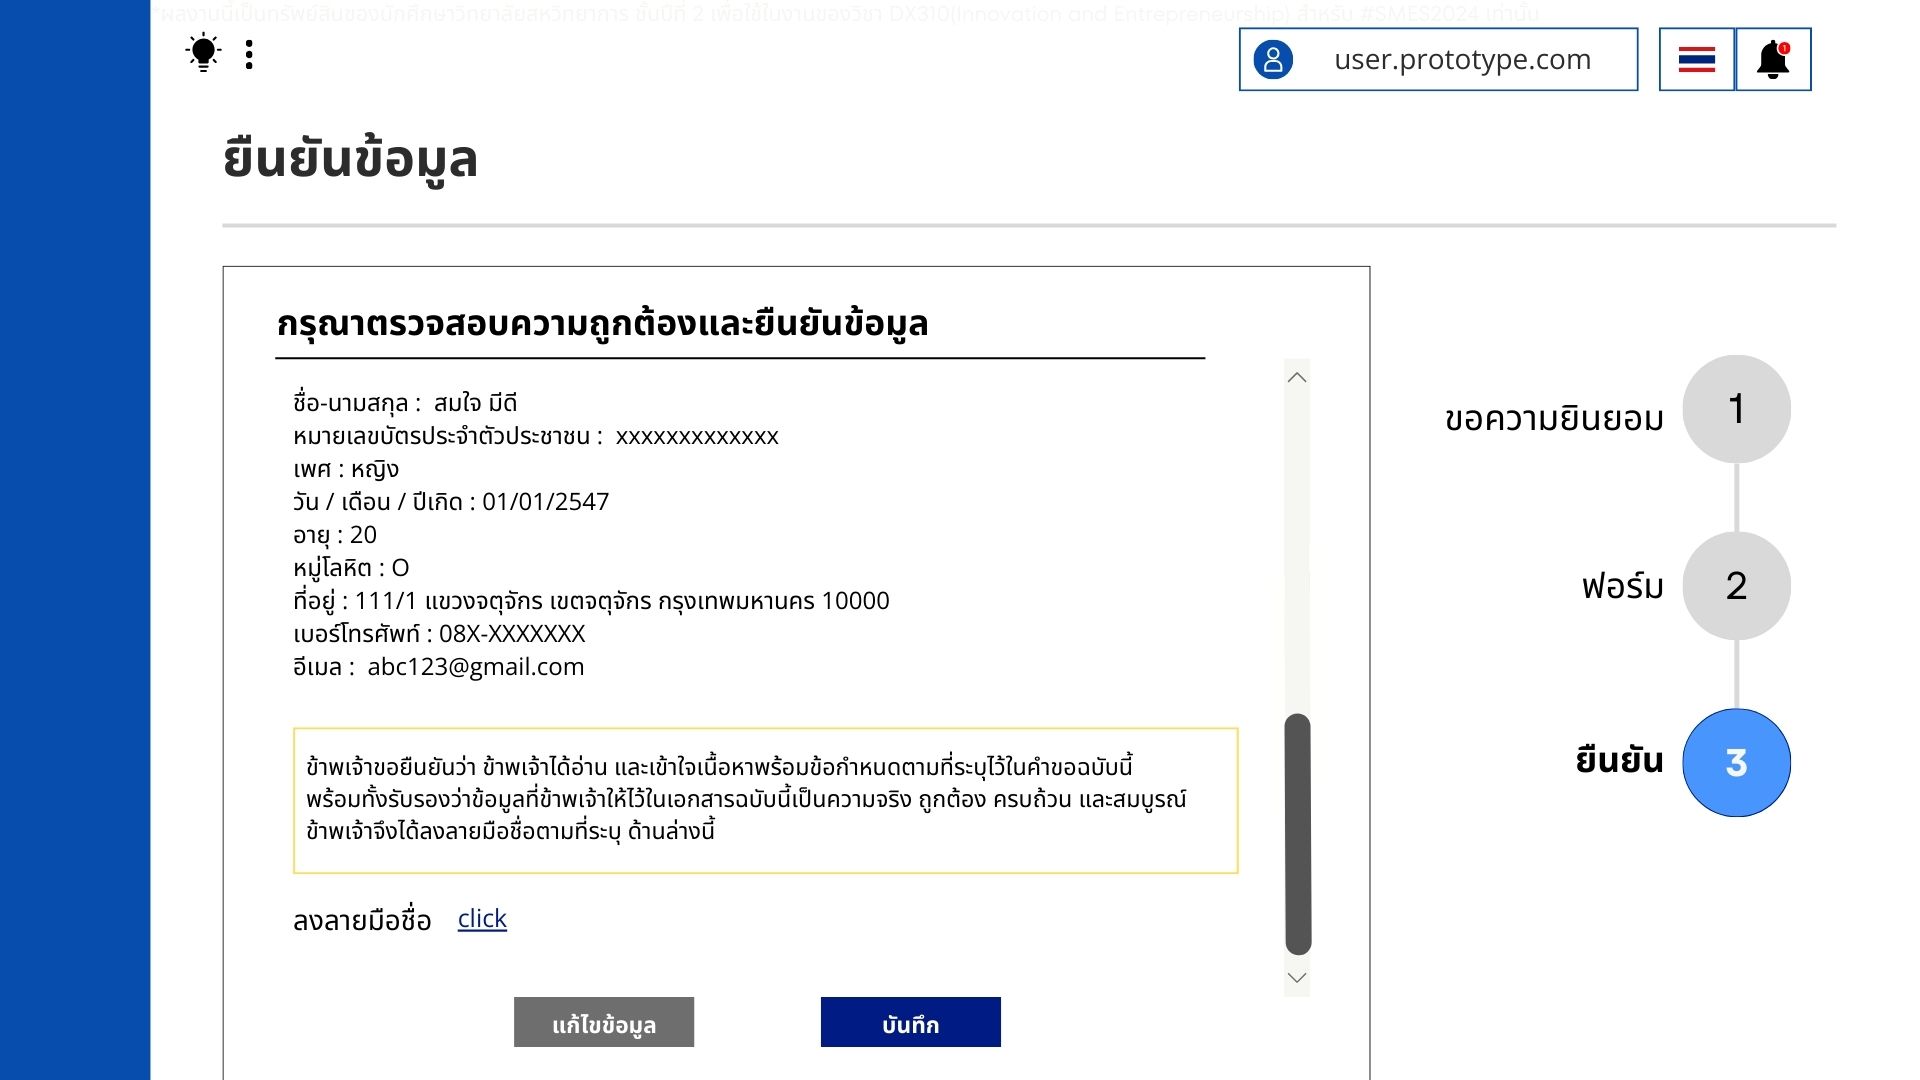 *ผลงานนี้เป็นทรัพย์สินของนักศึกษาวิทยาลัยสหวิทยาการ ชั้นปีที่ 2 เพื่อใช้ในงานของวิชา DX310(Innovation and Entrepreneurship) สำหรับ #SMES2024 เท่านั้น
user.prototype.com
1
ยืนยันข้อมูล
กรุณาตรวจสอบความถูกต้องและยืนยันข้อมูล
ชื่อ-นามสกุล : สมใจ มีดี
หมายเลขบัตรประจำตัวประชาชน : xxxxxxxxxxxxx
เพศ : หญิง
วัน / เดือน / ปีเกิด : 01/01/2547
อายุ : 20
หมู่โลหิต : O
ที่อยู่ : 111/1 แขวงจตุจักร เขตจตุจักร กรุงเทพมหานคร 10000
เบอร์โทรศัพท์ : 08X-XXXXXXX
อีเมล : abc123@gmail.com
ข้าพเจ้าขอยืนยันว่า ข้าพเจ้าได้อ่าน และเข้าใจเนื้อหาพร้อมข้อกำหนดตามที่ระบุไว้ในคำขอฉบับนี้
พร้อมทั้งรับรองว่าข้อมูลที่ข้าพเจ้าให้ไว้ในเอกสารฉบับนี้เป็นความจริง ถูกต้อง ครบถ้วน และสมบูรณ์
ข้าพเจ้าจึงได้ลงลายมือชื่อตามที่ระบุ ด้านล่างนี้
ลงลายมือชื่อ click
แก้ไขข้อมูล บันทึก
ขอความยินยอม 1
ฟอร์ม 2
ยืนยัน 3